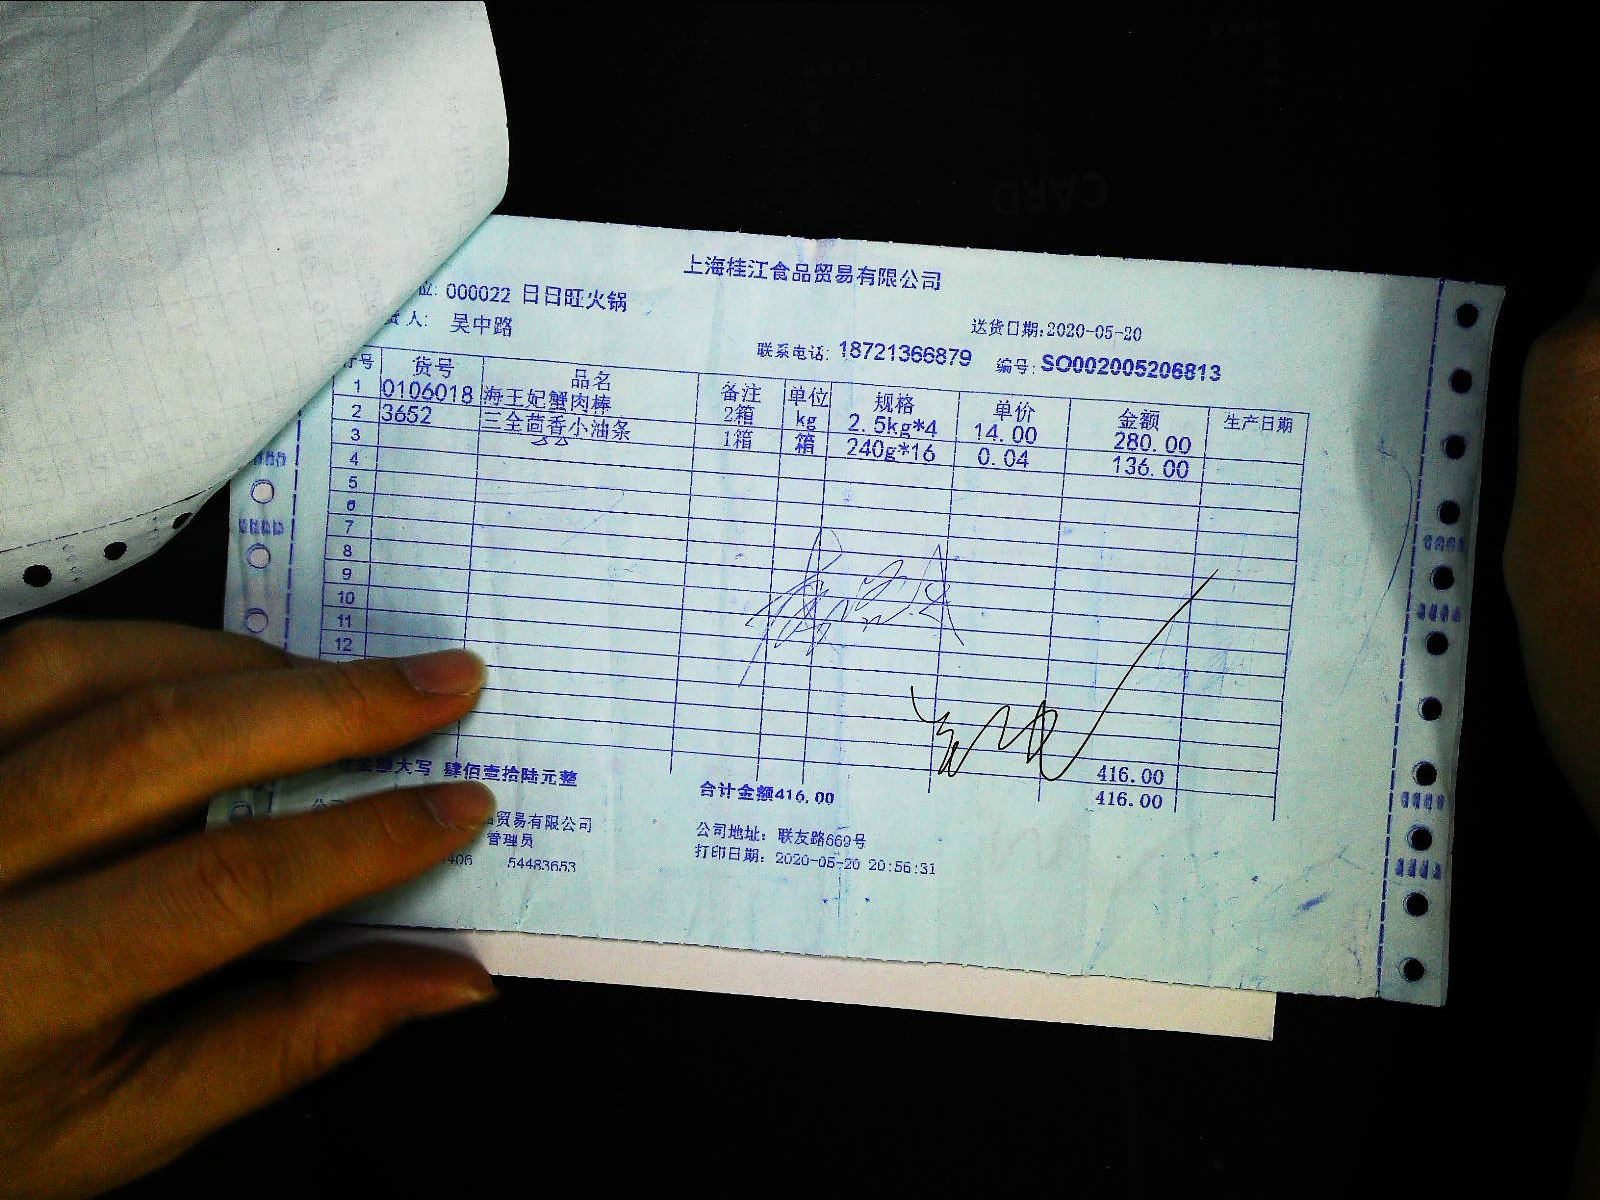 上海桂江食品贸易有限公司
位: 000022 日日旺火锅
货人: 吴中路
送货日期:2020-05-20
联系电话: 18721366879 编号: SO002005206813
行号 货号 品名 备注 单位 规格 单价 金额 生产日期
1 0106018 海王妃蟹肉棒 2箱 kg 2.5kg*4 14.00 280.00
2 3652 三全茴香小油条 1箱 箱 240g*16 0.04 136.00
3
4
5
6
7
8
9
10
11
12
416.00
416.00
金额大写 肆佰壹拾陆元整 合计金额416.00
品贸易有限公司 公司地址: 联友路669号
管理员 打印日期: 2020-05-20 20:56:31
406 54483653
CARD